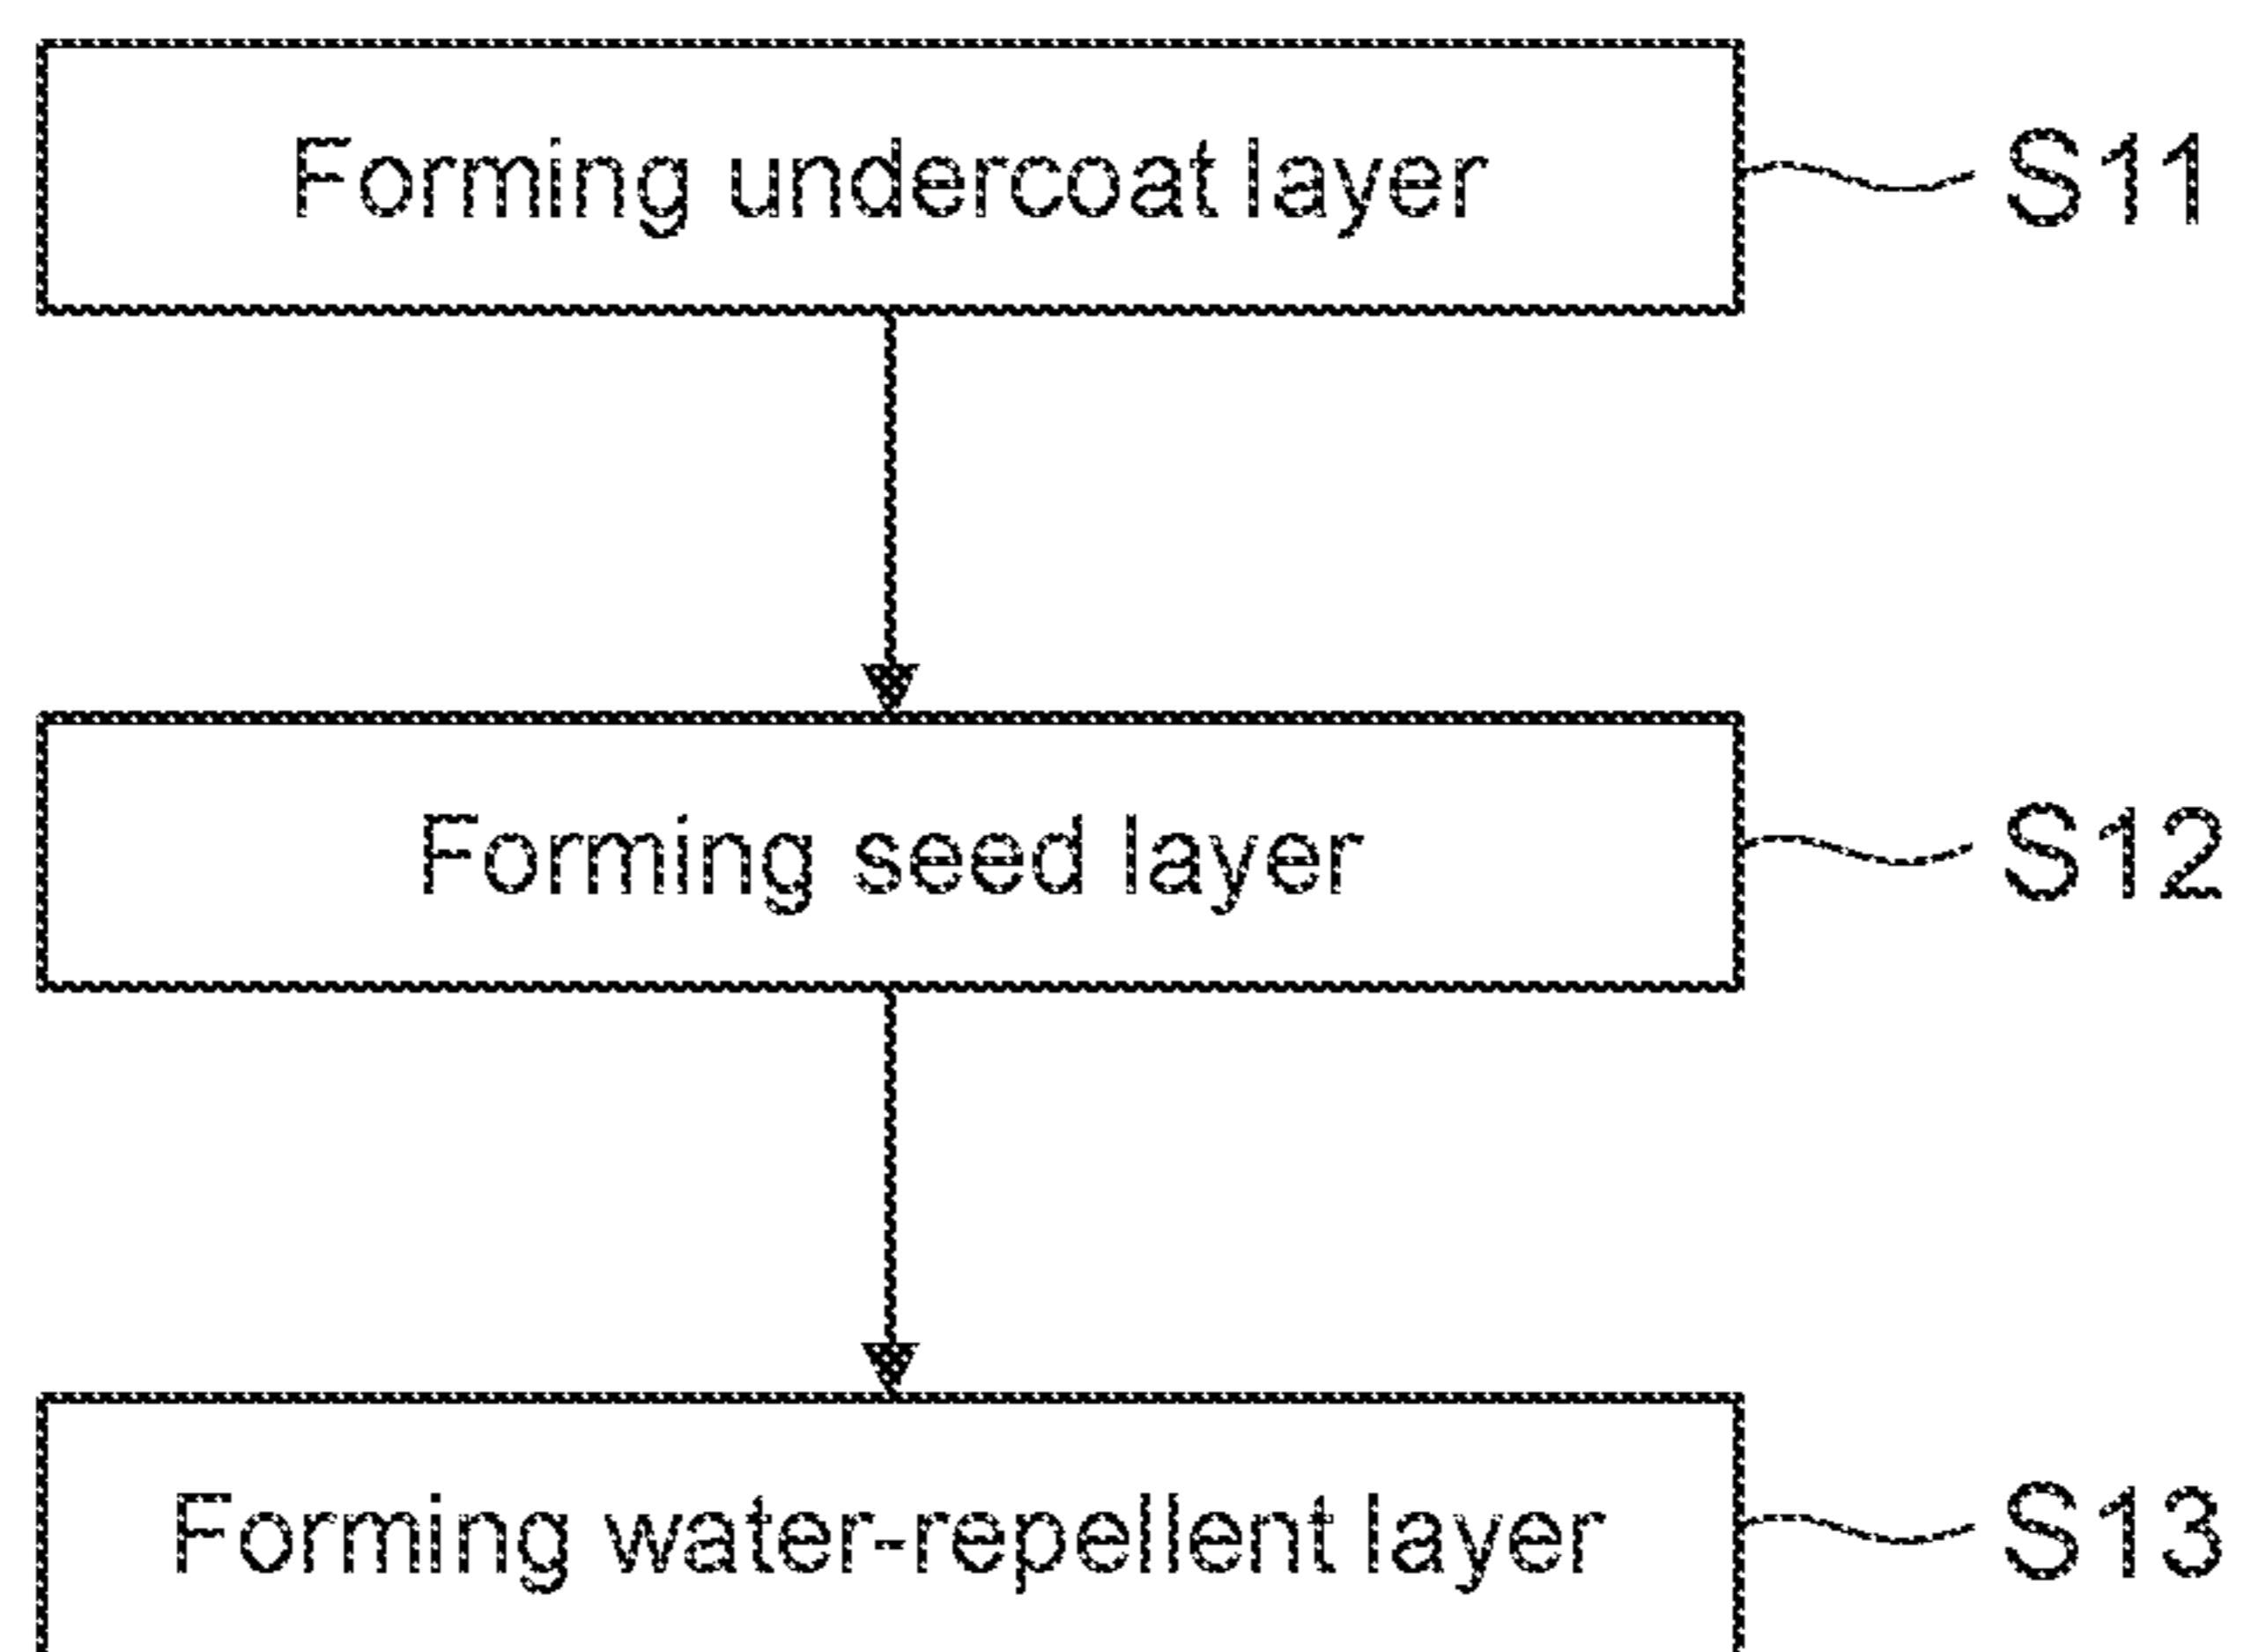 Forming undercoat layer S11
Forming seed layer S12
Forming water-repellent layer S13